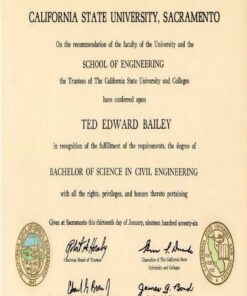 CALIFORNIA STATE UNIVERSITY, SACRAMENTO
On the recommendation of the faculty of the University and the
SCHOOL OF ENGINEERING
the Trustees of The California State University and Colleges
have conferred upon
TED EDWARD BAILEY
in recognition of the fulfillment of the requirements, the degree of
BACHELOR OF SCIENCE IN CIVIL ENGINEERING
with all the rights, privileges, and honors thereto pertaining
Given at Sacramento this thirteenth day of January, nineteen hundred seventy-six
Chairman Board of Trustees
Chancellor of The California State
University and Colleges